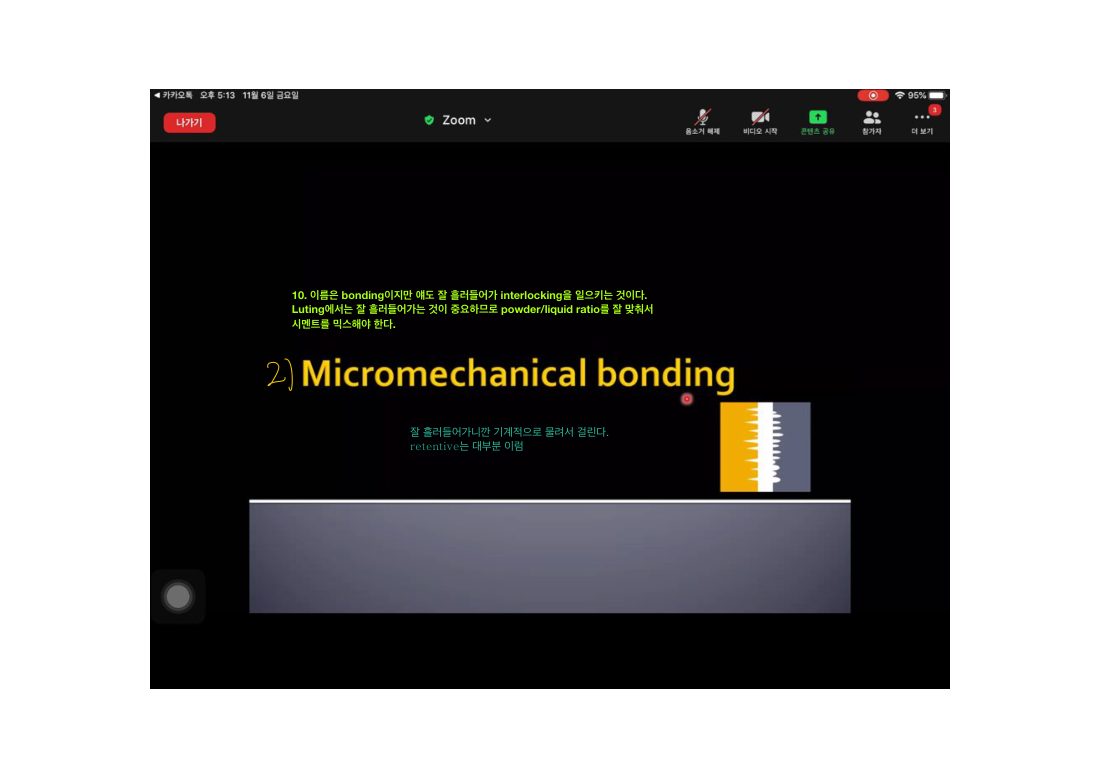 ◀ 카카오톡 오후 5:13 11월 6일 금요일
95%
나가기
Zoom
음소거 해제
비디오 시작
콘텐츠 공유
참가자
3
더 보기
10. 이름은 bonding이지만 얘도 잘 흘러들어가 interlocking을 일으키는 것이다.
Luting에서는 잘 흘러들어가는 것이 중요하므로 powder/liquid ratio를 잘 맞춰서
시멘트를 믹스해야 한다.
2) Micromechanical bonding
잘 흘러들어가니깐 기계적으로 물려서 걸린다.
retentive는 대부분 이럼